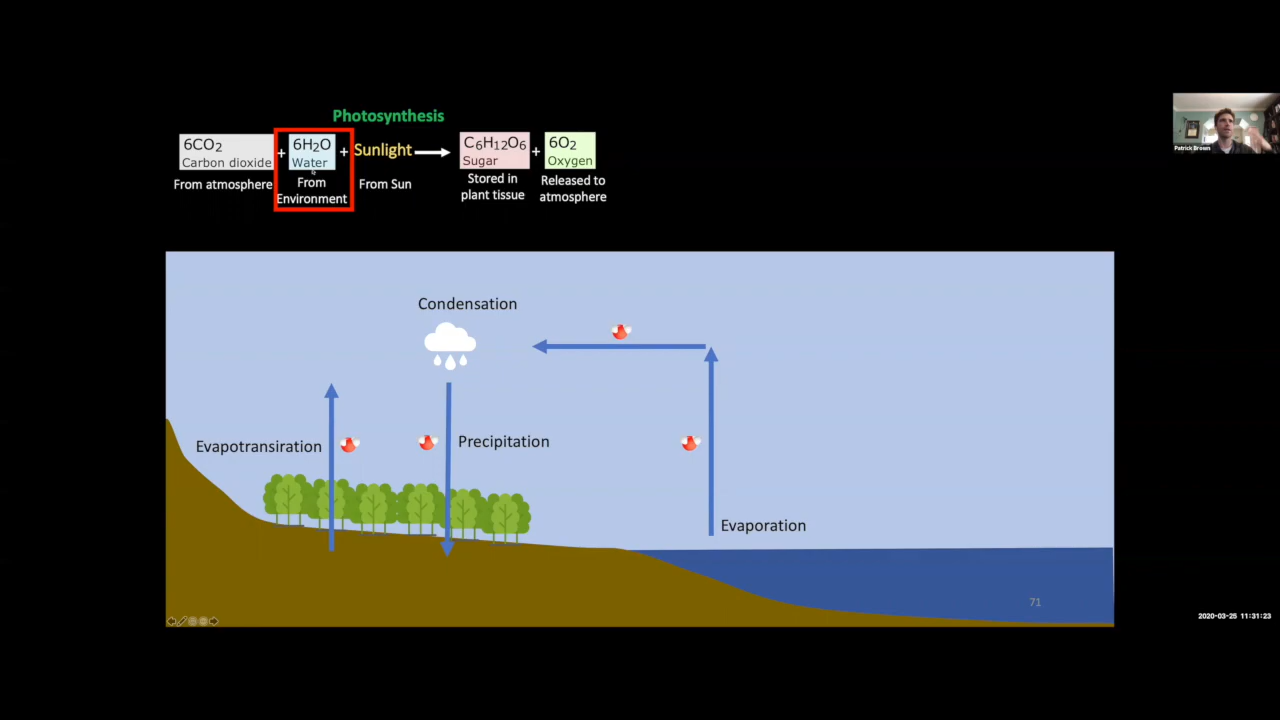 Photosynthesis
6CO2 + 6H2O + Sunlight C6H12O6 + 6O2
Carbon dioxide Water Sugar Oxygen
From atmosphere From From Sun Stored in Released to
Environment plant tissue atmosphere
Patrick Brown
Condensation
Evapotransiration
Precipitation
Evaporation
71
2020-03-25 11:31:23